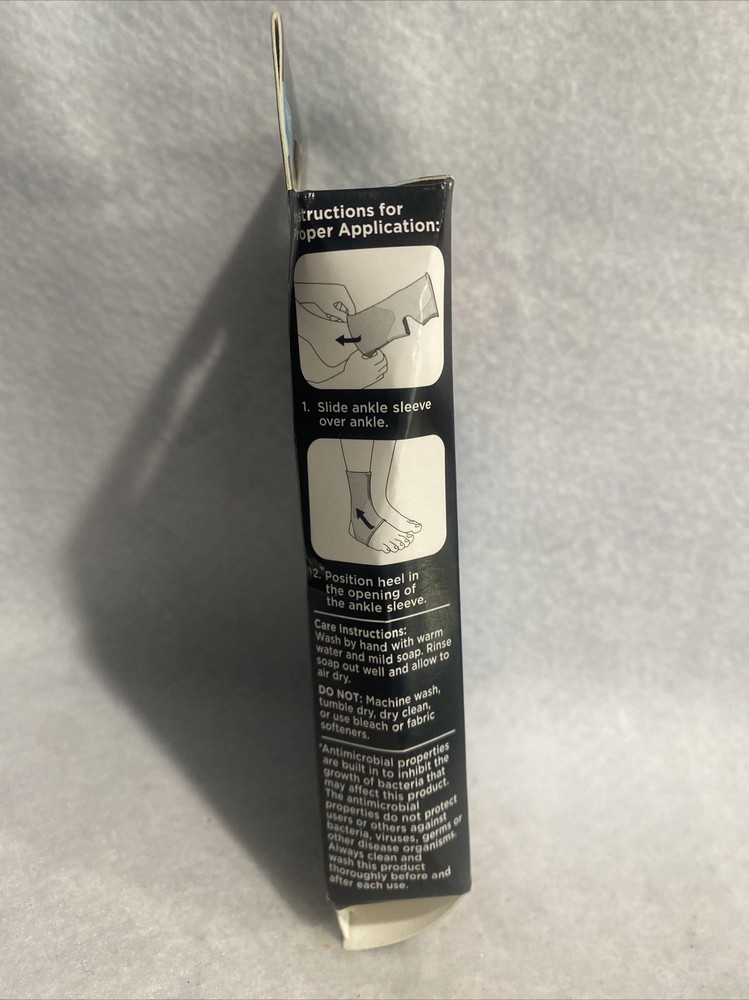 Instructions for
Proper Application:
1. Slide ankle sleeve
over ankle.
2. Position heel in
the opening of
the ankle sleeve.
Care Instructions:
Wash by hand with warm
water and mild soap. Rinse
soap out well and allow to
air dry.
DO NOT: Machine wash,
tumble dry, dry clean,
or use bleach or fabric
softeners.
*Antimicrobial properties
are built in to inhibit the
growth of bacteria that
may affect this product.
The antimicrobial
properties do not protect
users or others against
bacteria, viruses, germs or
other disease organisms.
Always clean and
wash this product
thoroughly before and
after each use.